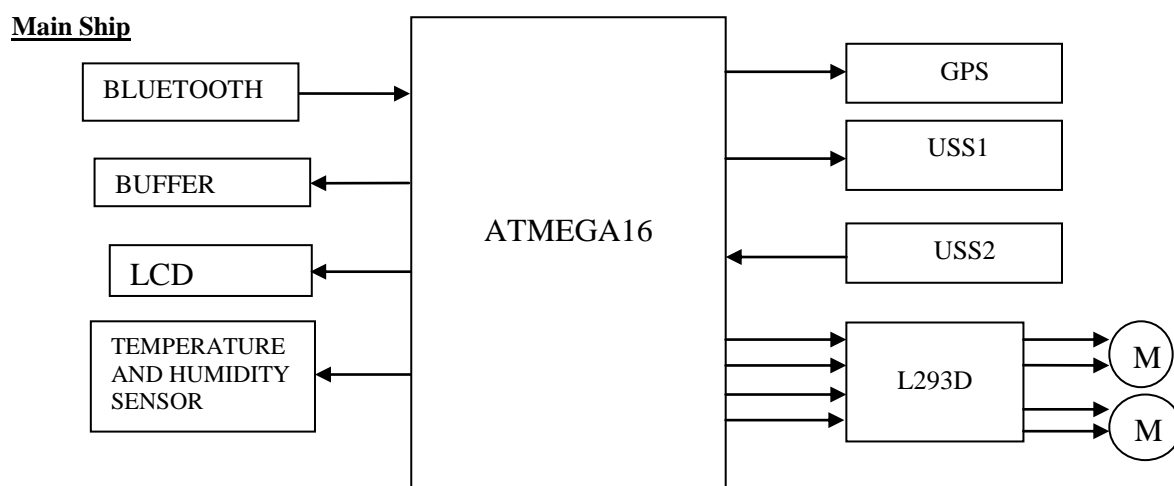 Main Ship
BLUETOOTH
BUFFER
LCD
TEMPERATURE
AND HUMIDITY
SENSOR
ATMEGA16
GPS
USS1
USS2
L293D
M
M